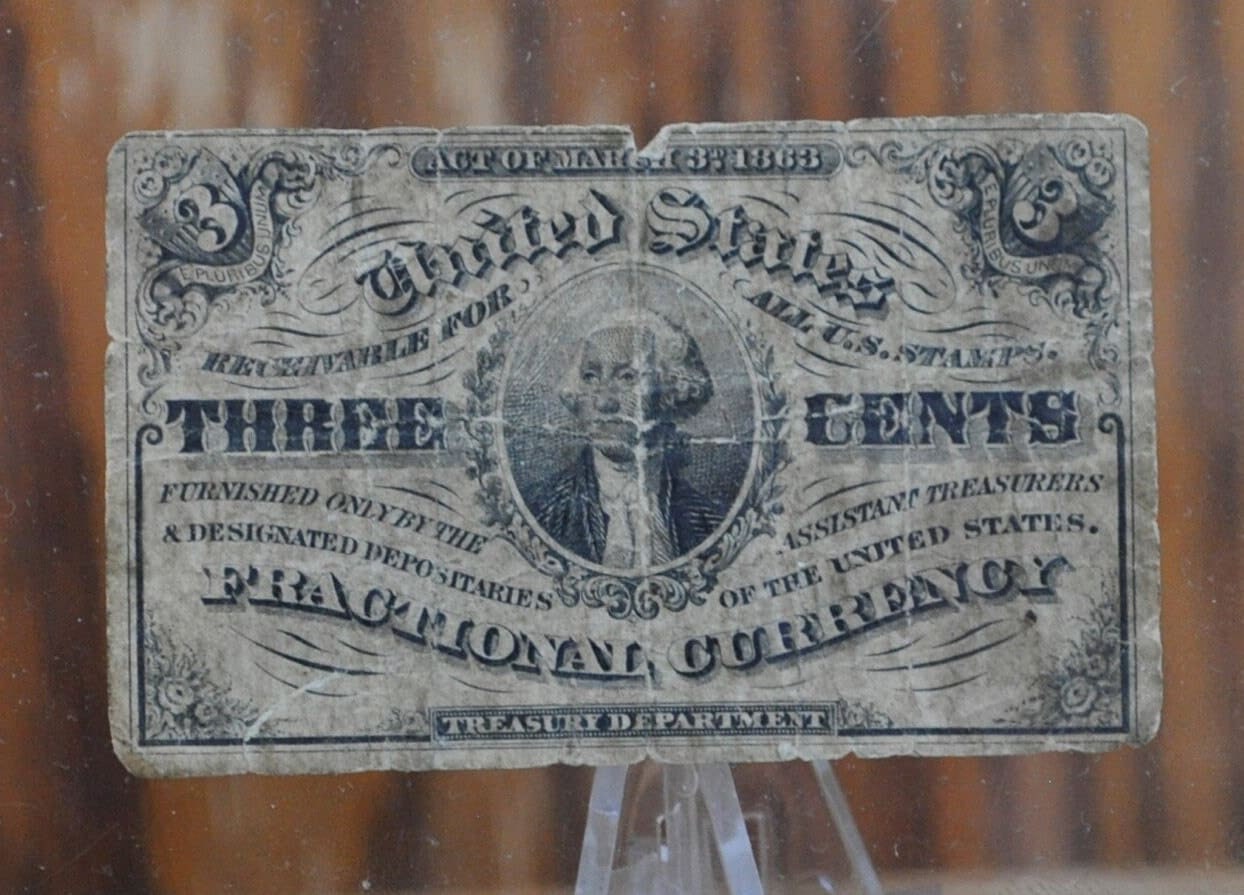 ACT OF MARCH 3rd 1863
3
3
E PLURIBUS UNUM
E PLURIBUS UNUM
United States
RECEIVABLE FOR ALL U.S. STAMPS.
THREE CENTS
FURNISHED ONLY BY THE ASSISTANT TREASURERS
& DESIGNATED DEPOSITARIES OF THE UNITED STATES.
FRACTIONAL CURRENCY
TREASURY DEPARTMENT